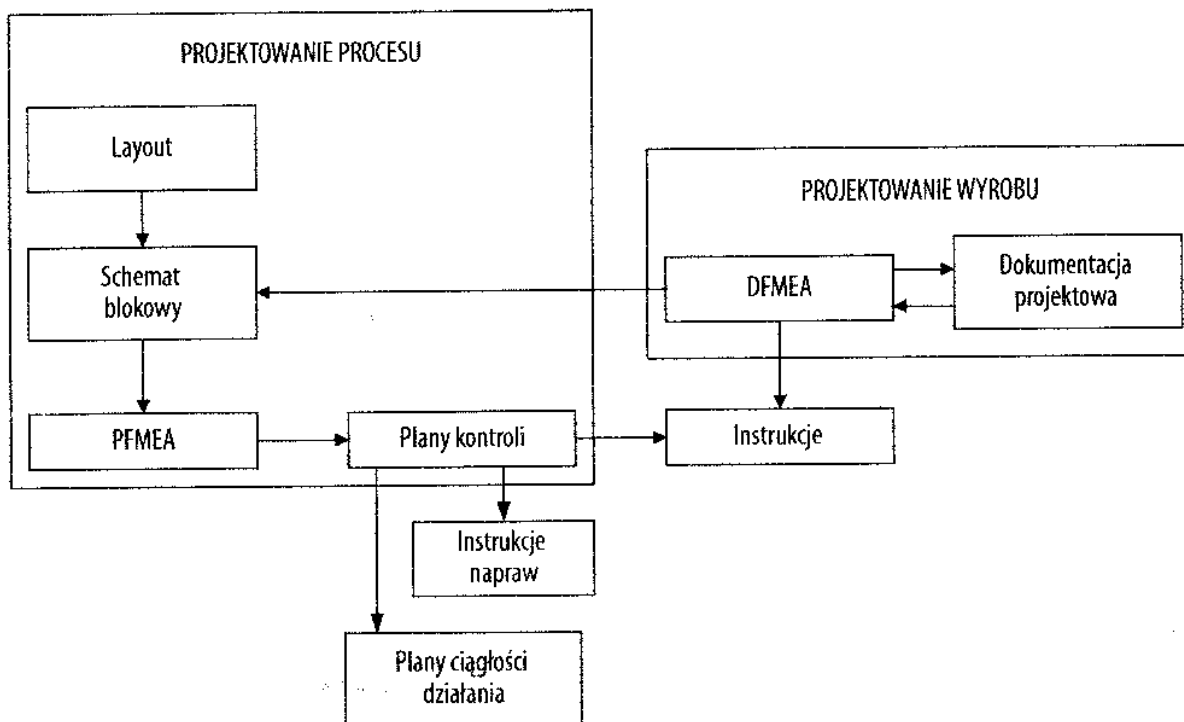 PROJEKTOWANIE PROCESU
Layout
Schemat
blokowy
PFMEA
Plany kontroli
PROJEKTOWANIE WYROBU
DFMEA
Dokumentacja
projektowa
Instrukcje
Instrukcje
napraw
Plany ciągłości
działania